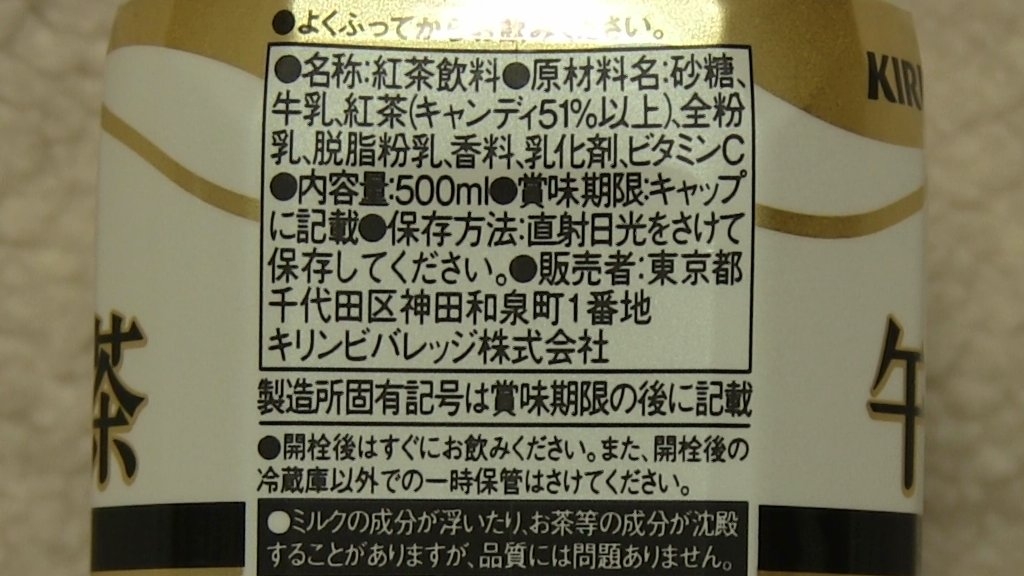 ●よくふってからお飲みください。
●名称:紅茶飲料●原材料名:砂糖、
牛乳、紅茶(キャンディ51%以上)、全粉
乳、脱脂粉乳、香料、乳化剤、ビタミンC
●内容量:500ml●賞味期限:キャップ
に記載●保存方法:直射日光をさけて
保存してください。●販売者:東京都
千代田区神田和泉町1番地
キリンビバレッジ株式会社
製造所固有記号は賞味期限の後に記載
●開栓後はすぐにお飲みください。また、開栓後の
冷蔵庫以外での一時保管はさけてください。
●ミルクの成分が浮いたり、お茶等の成分が沈殿
することがありますが、品質には問題ありません。
茶
KIRI
午